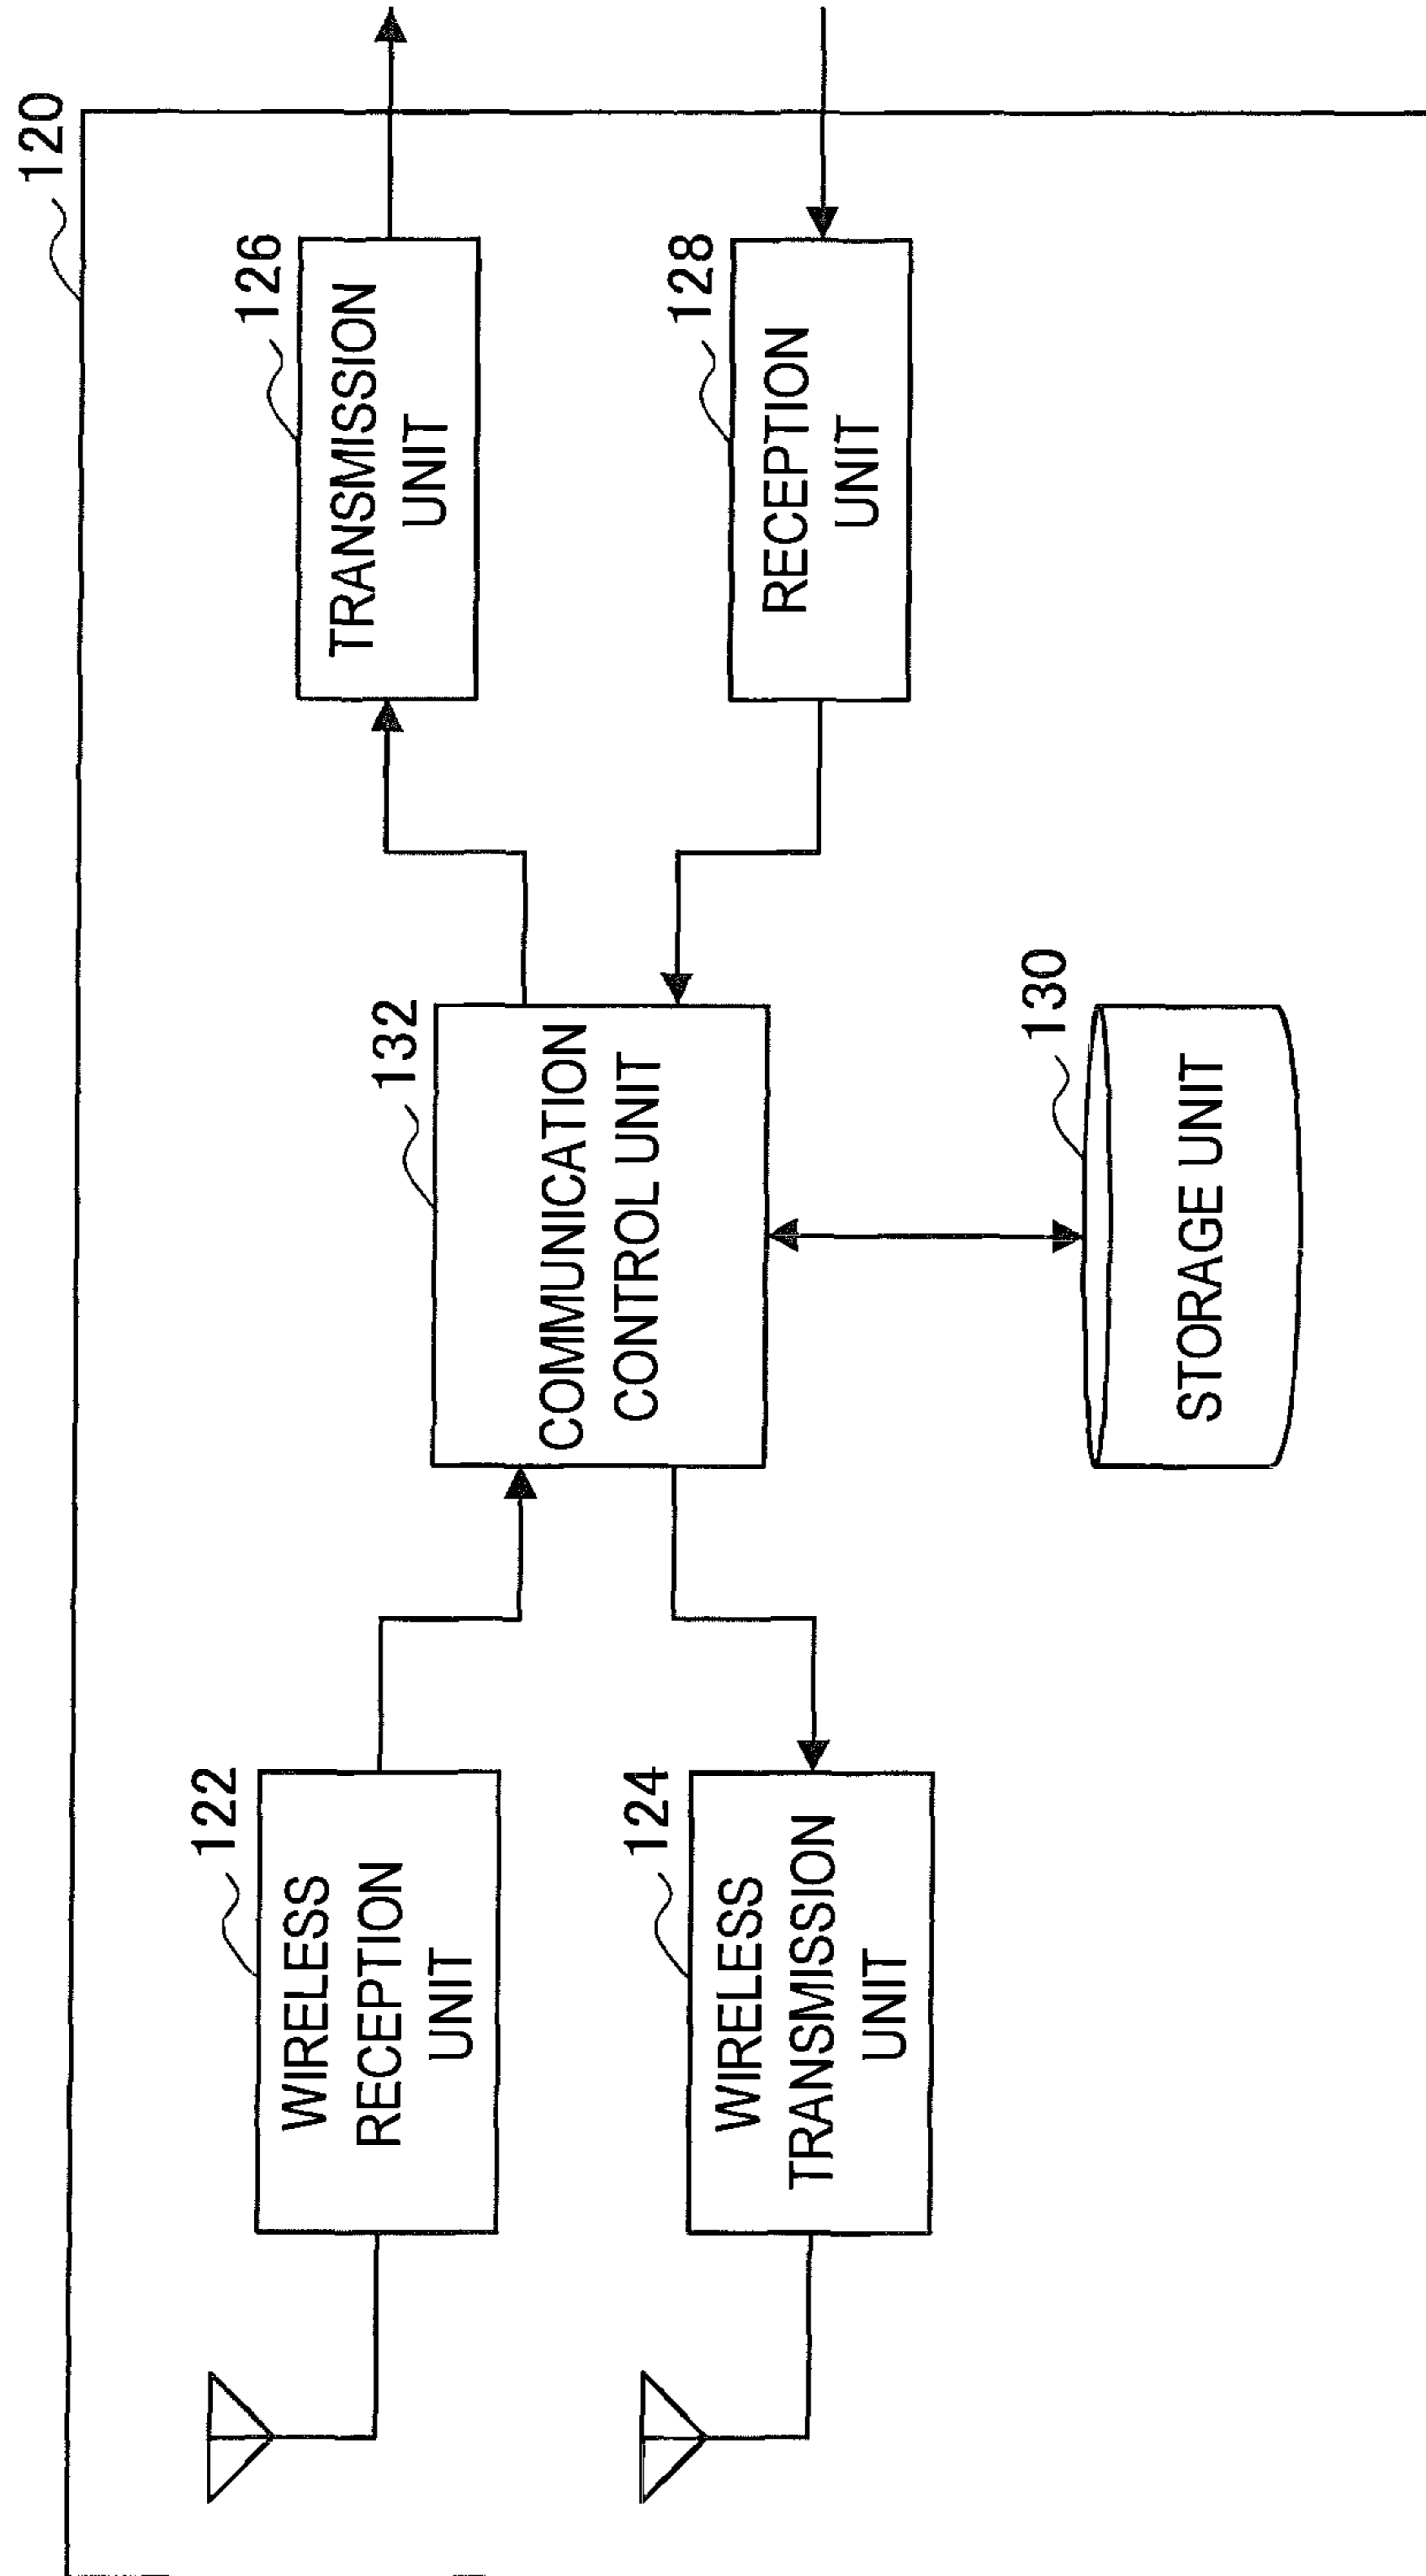 120
122
WIRELESS
RECEPTION
UNIT
132
COMMUNICATION
CONTROL UNIT
126
TRANSMISSION
UNIT
124
WIRELESS
TRANSMISSION
UNIT
128
RECEPTION
UNIT
130
STORAGE UNIT